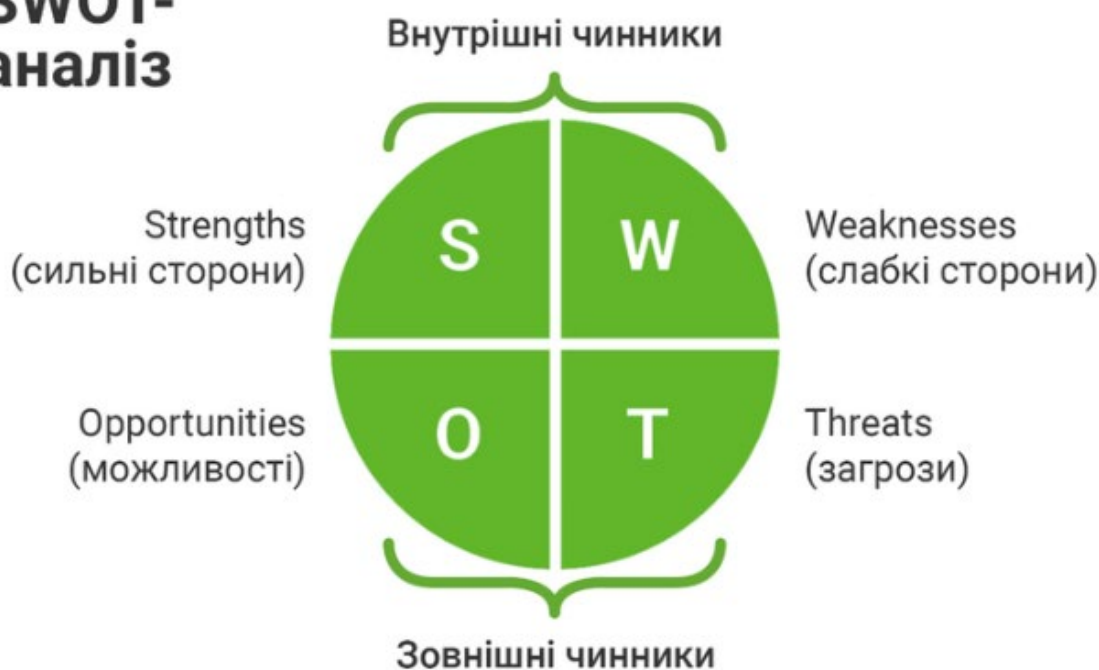 SWOT-
аналіз
Внутрішні чинники
Strengths
(сильні сторони)
S
W
Weaknesses
(слабкі сторони)
Opportunities
(можливості)
O
T
Threats
(загрози)
Зовнішні чинники